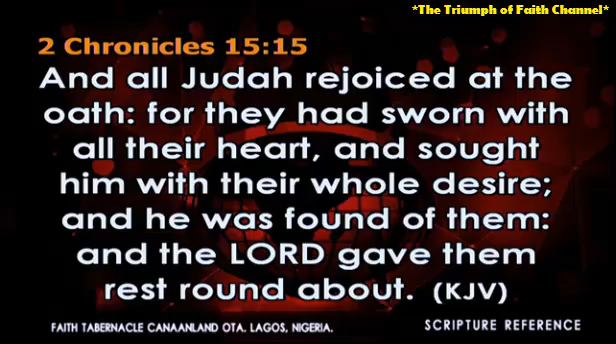 *The Triumph of Faith Channel*
2 Chronicles 15:15
And all Judah rejoiced at the
oath: for they had sworn with
all their heart, and sought
him with their whole desire;
and he was found of them:
and the LORD gave them
rest round about. (KJV)
FAITH TABERNACLE CANAANLAND OTA. LAGOS, NIGERIA.
SCRIPTURE REFERENCE